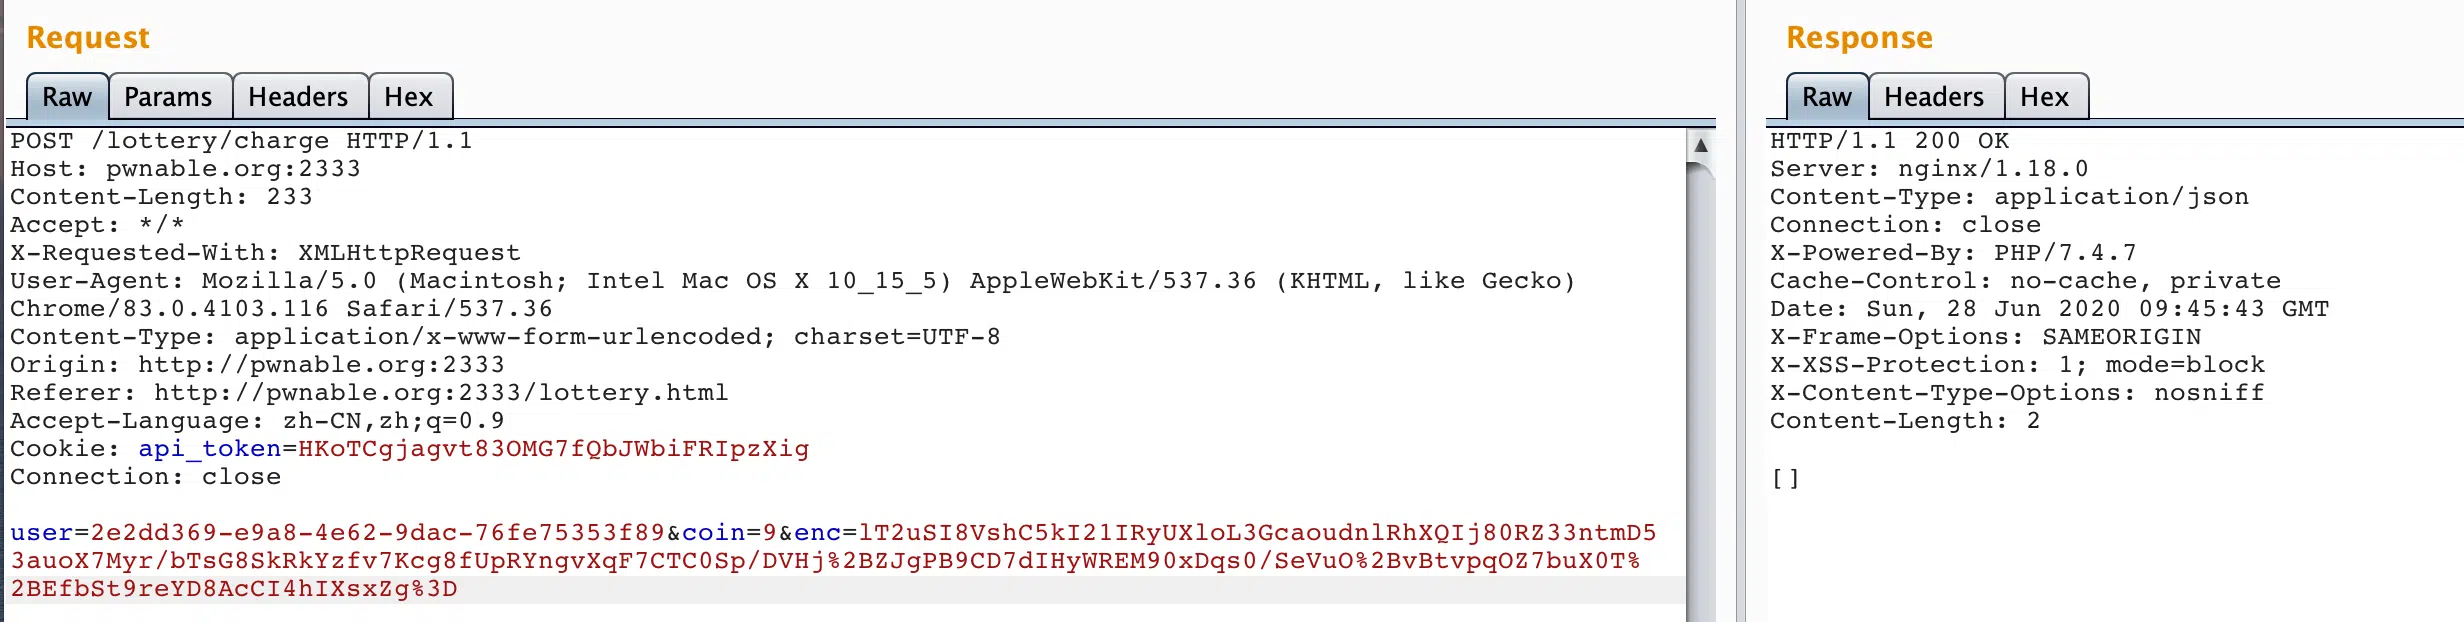 Request
Raw
Params
Headers
Hex
POST /lottery/charge HTTP/1.1
Host: pwnable.org:2333
Content-Length: 233
Accept: */*
X-Requested-With: XMLHttpRequest
User-Agent: Mozilla/5.0 (Macintosh; Intel Mac OS X 10_15_5) AppleWebKit/537.36 (KHTML, like Gecko)
Chrome/83.0.4103.116 Safari/537.36
Content-Type: application/x-www-form-urlencoded; charset=UTF-8
Origin: http://pwnable.org:2333
Referer: http://pwnable.org:2333/lottery.html
Accept-Language: zh-CN,zh;q=0.9
Cookie: api_token=HKoTCgjagvt83OMG7fQbJWbiFRIpzXig
Connection: close
user=2e2dd369-e9a8-4e62-9dac-76fe75353f89&coin=9&enc=lT2uSI8VshC5kI21IRyUXloL3GcaoudnlRhXQIj80RZ33ntmD5
3auoX7Myr/bTsG8SkRkYzfv7Kcg8fUpRYngvXqF7CTC0Sp/DVHj%2BZJgPB9CD7dIHyWREM90xDqs0/SeVuO%2BvBtvpqOZ7buX0T%
2BEfbSt9reYD8AcCI4hIXsxZg%3D
Response
Raw
Headers
Hex
HTTP/1.1 200 OK
Server: nginx/1.18.0
Content-Type: application/json
Connection: close
X-Powered-By: PHP/7.4.7
Cache-Control: no-cache, private
Date: Sun, 28 Jun 2020 09:45:43 GMT
X-Frame-Options: SAMEORIGIN
X-XSS-Protection: 1; mode=block
X-Content-Type-Options: nosniff
Content-Length: 2
[]